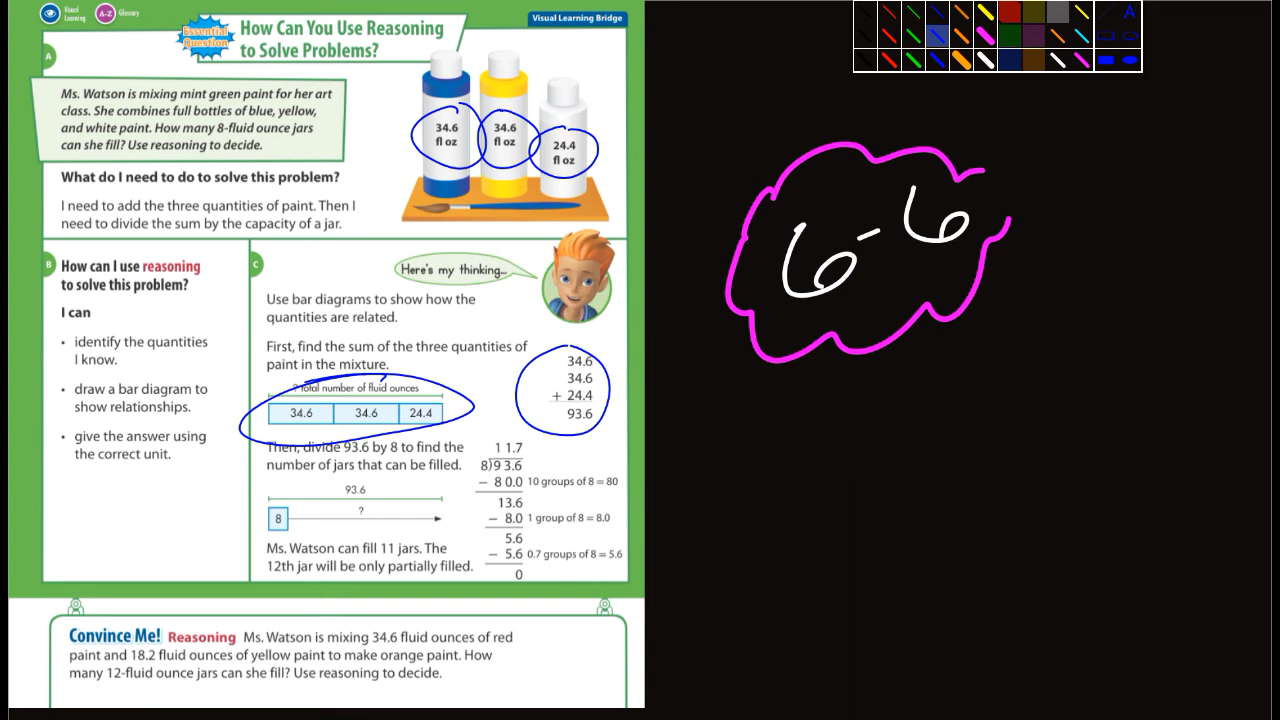 Visual
Learning
A-Z
Glossary
Essential
Question
How Can You Use Reasoning
to Solve Problems?
Visual Learning Bridge
A
Ms. Watson is mixing mint green paint for her art
class. She combines full bottles of blue, yellow,
and white paint. How many 8-fluid ounce jars
can she fill? Use reasoning to decide.
34.6
fl oz
34.6
fl oz
24.4
fl oz
What do I need to do to solve this problem?
I need to add the three quantities of paint. Then I
need to divide the sum by the capacity of a jar.
B
How can I use reasoning
to solve this problem?
I can
• identify the quantities
I know.
• draw a bar diagram to
show relationships.
• give the answer using
the correct unit.
C
Here's my thinking...
Use bar diagrams to show how the
quantities are related.
First, find the sum of the three quantities of
paint in the mixture.
? Total number of fluid ounces
34.6 34.6 24.4
34.6
34.6
+ 24.4
93.6
Then, divide 93.6 by 8 to find the
number of jars that can be filled.
93.6
8 ?
Ms. Watson can fill 11 jars. The
12th jar will be only partially filled.
1 1.7
8)9 3.6
− 8 0.0 10 groups of 8 = 80
13.6
− 8.0 1 group of 8 = 8.0
5.6
− 5.6 0.7 groups of 8 = 5.6
0
Convince Me! Reasoning Ms. Watson is mixing 34.6 fluid ounces of red
paint and 18.2 fluid ounces of yellow paint to make orange paint. How
many 12-fluid ounce jars can she fill? Use reasoning to decide.
6-6
A